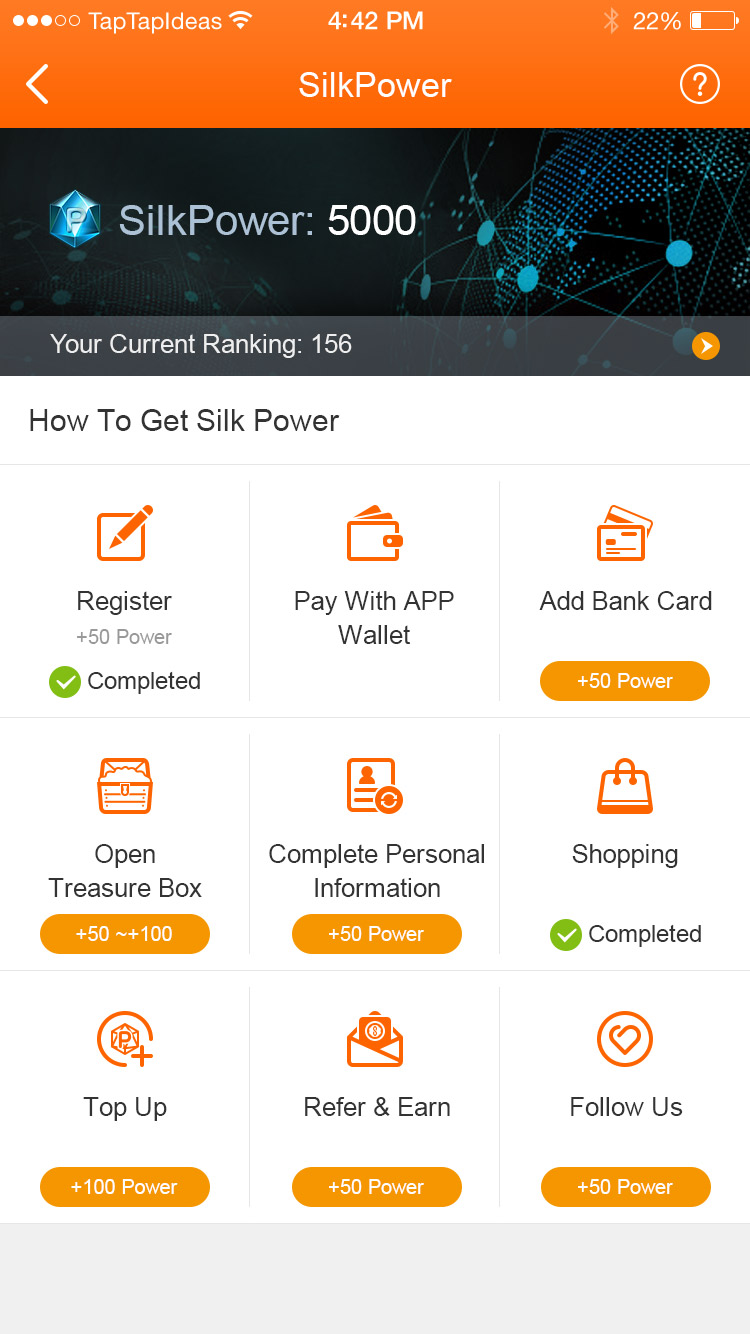 TapTapIdeas 4:42 PM 22%
SilkPower
?
SilkPower: 5000
Your Current Ranking: 156
How To Get Silk Power
Register
+50 Power
Completed
Pay With APP
Wallet
Add Bank Card
+50 Power
Open
Treasure Box
+50 ~+100
Complete Personal
Information
+50 Power
Shopping
Completed
Top Up
+100 Power
Refer & Earn
+50 Power
Follow Us
+50 Power